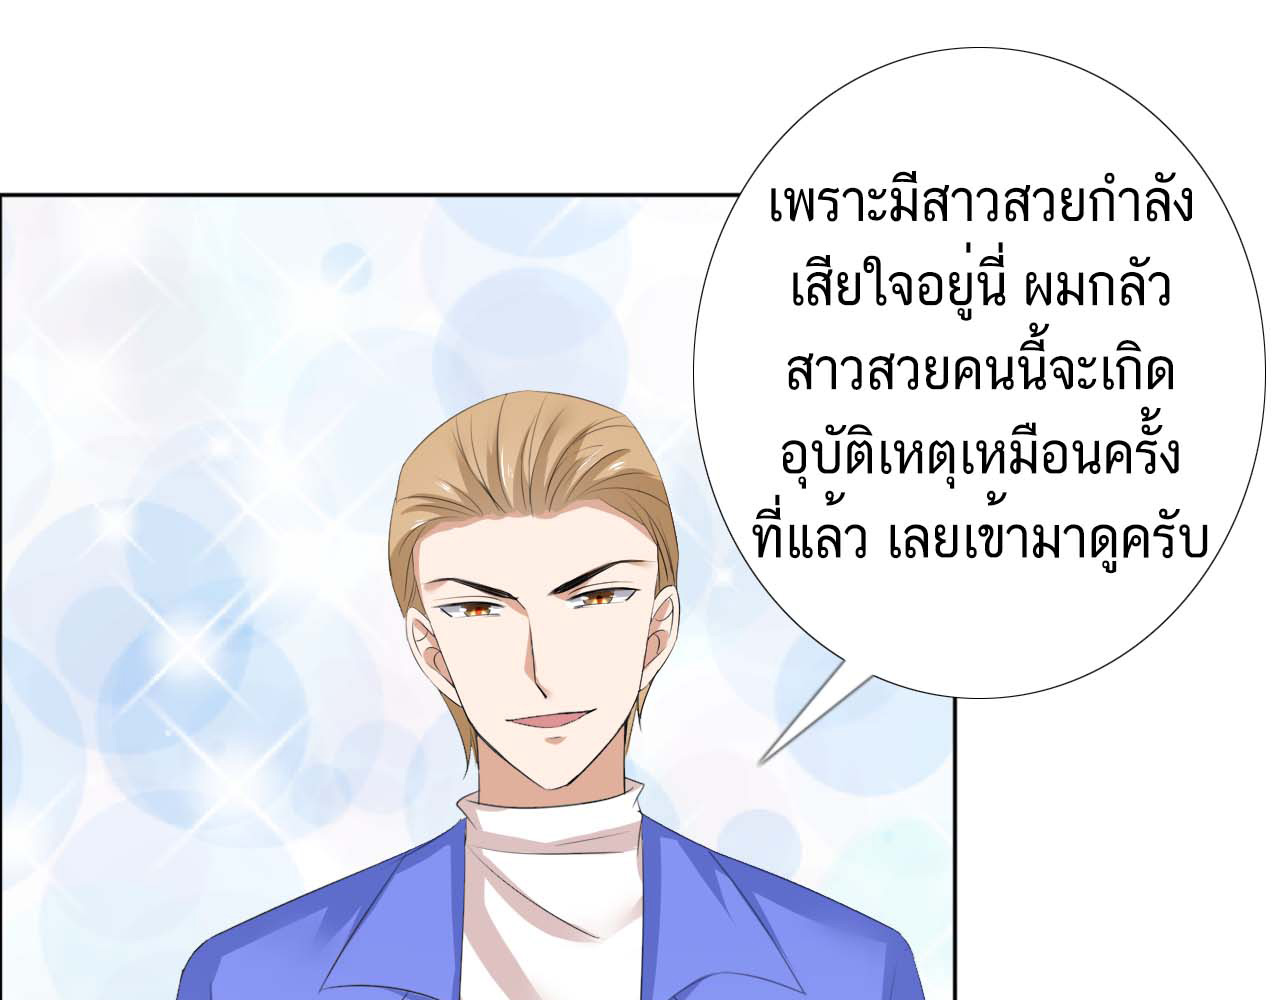 เพราะมีสาวสวยกำลัง
เสียใจอยู่นี่ ผมกลัว
สาวสวยคนนี้จะเกิด
อุบัติเหตุเหมือนครั้ง
ที่แล้ว เลยเข้ามาดูครับ